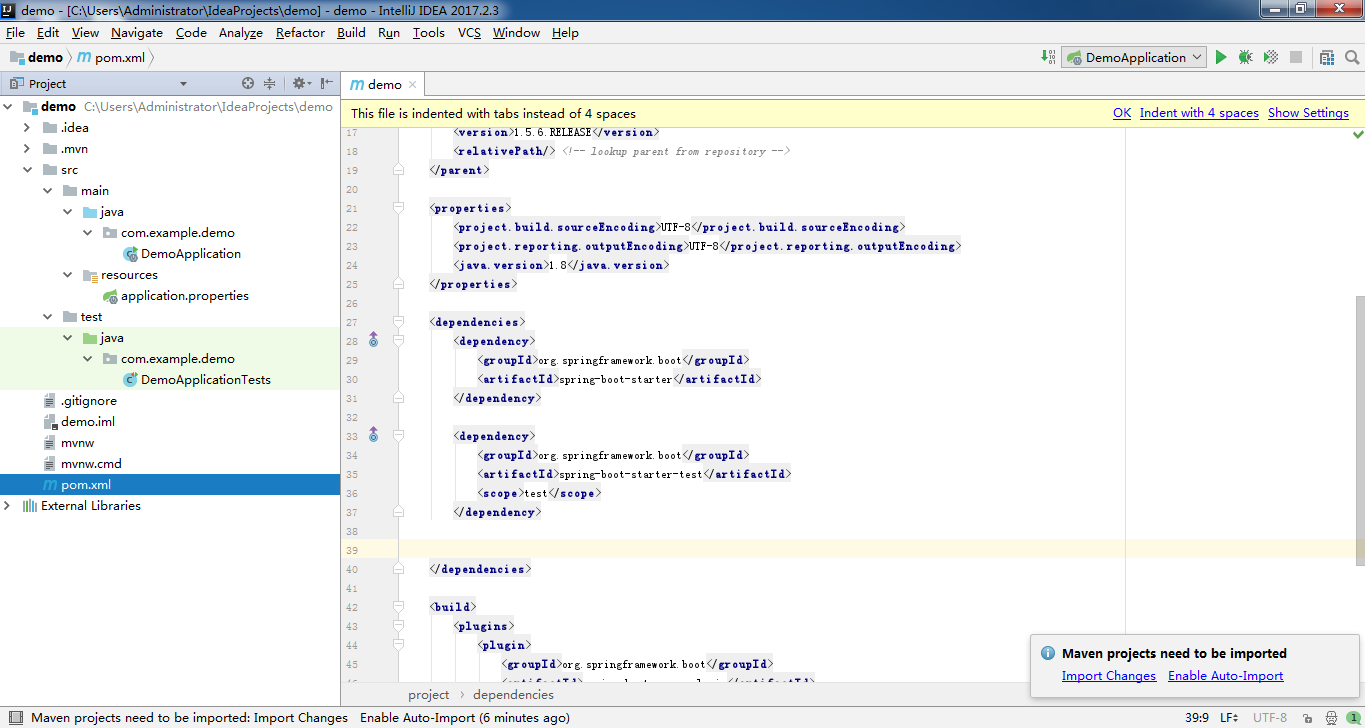 demo - [C:\Users\Administrator\IdeaProjects\demo] - demo - IntelliJ IDEA 2017.2.3
File Edit View Navigate Code Analyze Refactor Build Run Tools VCS Window Help
demo pom.xml
DemoApplication
Project
demo
demo C:\Users\Administrator\IdeaProjects\demo
.idea
.mvn
src
main
java
com.example.demo
DemoApplication
resources
application.properties
test
java
com.example.demo
DemoApplicationTests
.gitignore
demo.iml
mvnw
mvnw.cmd
pom.xml
External Libraries
This file is indented with tabs instead of 4 spaces OK Indent with 4 spaces Show Settings
17 <version>1.5.6.RELEASE</version>
18 <relativePath/> <!-- lookup parent from repository -->
19 </parent>
20
21 <properties>
22 <project.build.sourceEncoding>UTF-8</project.build.sourceEncoding>
23 <project.reporting.outputEncoding>UTF-8</project.reporting.outputEncoding>
24 <java.version>1.8</java.version>
25 </properties>
26
27 <dependencies>
28 <dependency>
29 <groupId>org.springframework.boot</groupId>
30 <artifactId>spring-boot-starter</artifactId>
31 </dependency>
32
33 <dependency>
34 <groupId>org.springframework.boot</groupId>
35 <artifactId>spring-boot-starter-test</artifactId>
36 <scope>test</scope>
37 </dependency>
38
39
40 </dependencies>
41
42 <build>
43 <plugins>
44 <plugin>
45 <groupId>org.springframework.boot</groupId>
project › dependencies
Maven projects need to be imported
Import Changes Enable Auto-Import
Maven projects need to be imported: Import Changes Enable Auto-Import (6 minutes ago)
39:9 LF UTF-8 1